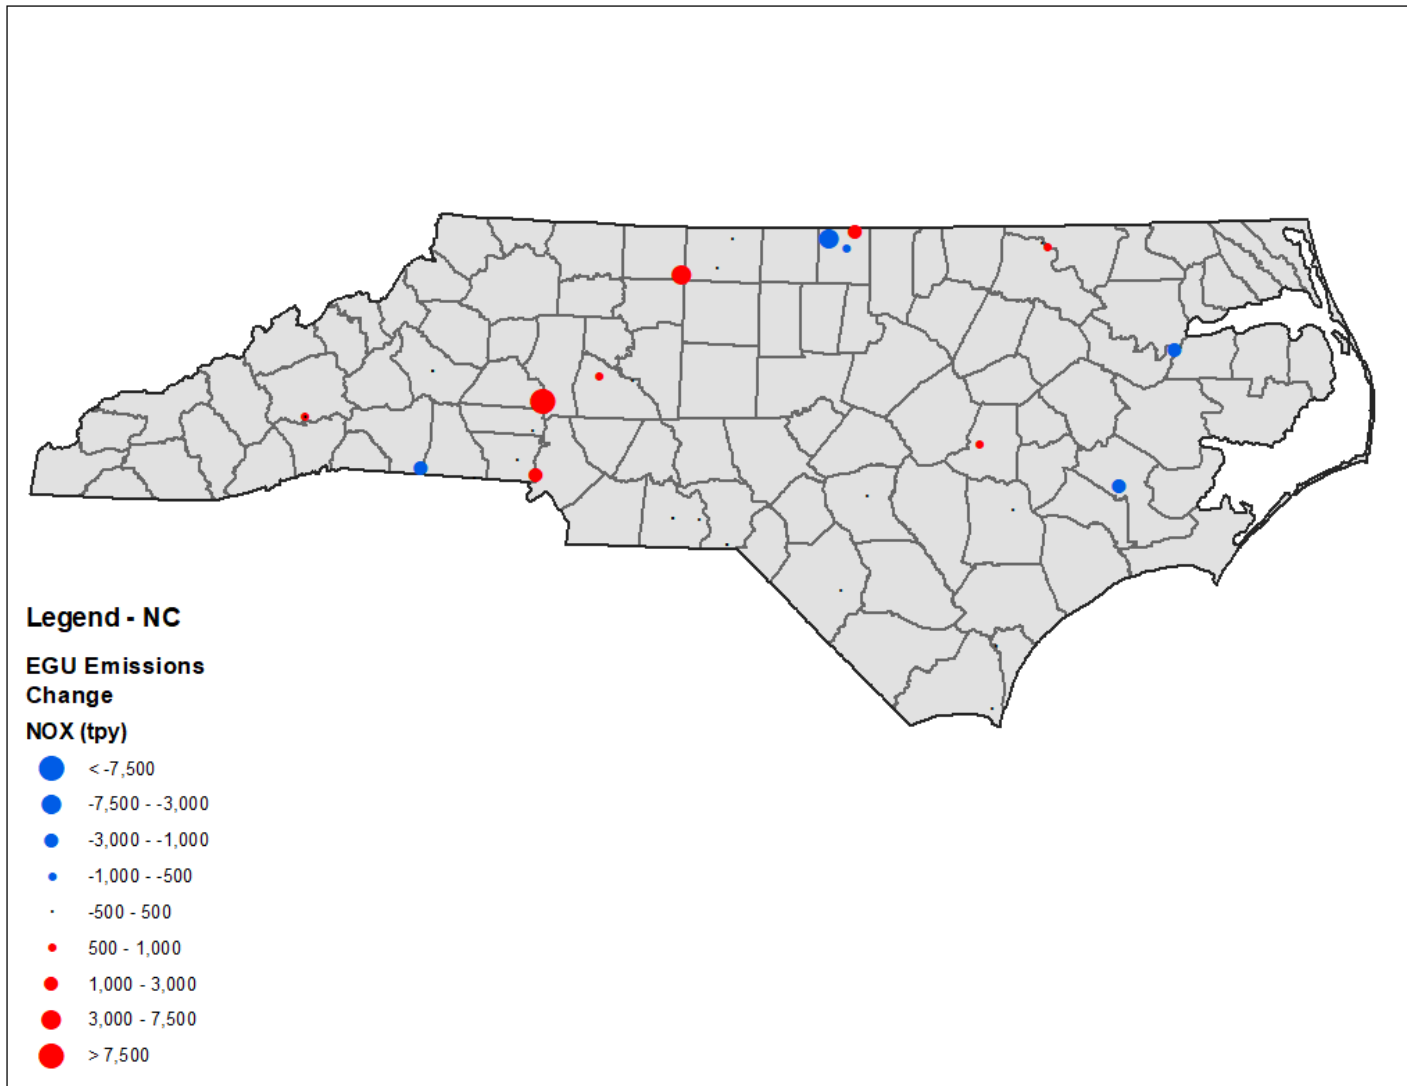 Legend - NC
EGU Emissions
Change
NOX (tpy)
< -7,500
-7,500 - -3,000
-3,000 - -1,000
-1,000 - -500
-500 - 500
500 - 1,000
1,000 - 3,000
3,000 - 7,500
> 7,500